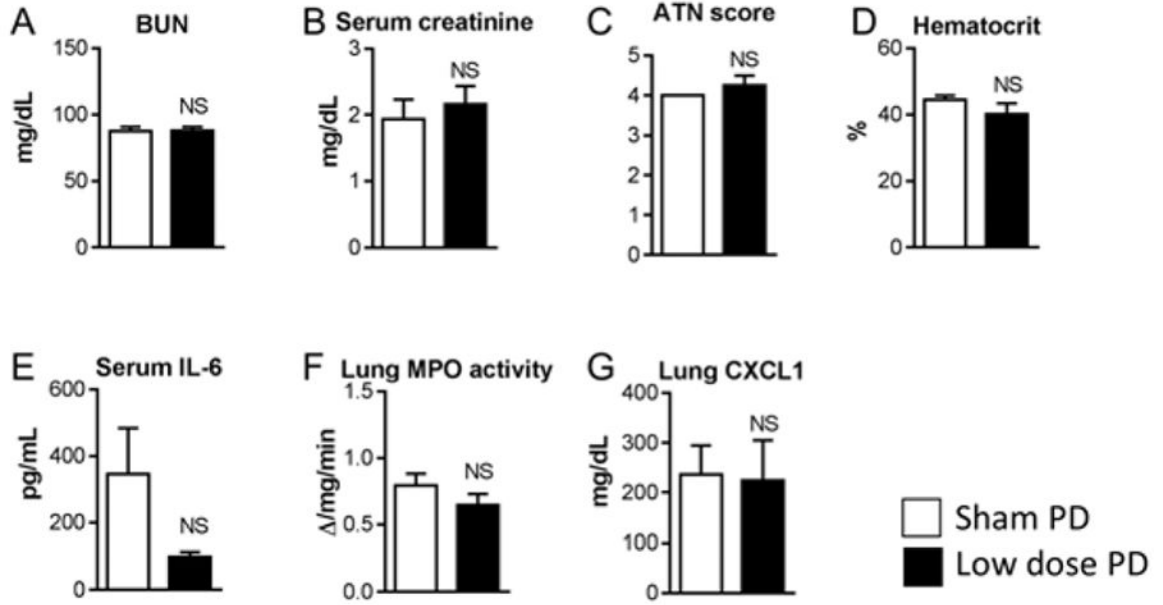 A BUN
150
100
50
0
mg/dL
NS
B Serum creatinine
3
2
1
0
mg/dL
NS
C ATN score
5
4
3
2
1
0
NS
D Hematocrit
60
40
20
0
%
NS
E Serum IL-6
600
400
200
0
pg/mL
NS
F Lung MPO activity
1.5
1.0
0.5
0.0
Δ/mg/min
NS
G Lung CXCL1
400
300
200
100
0
mg/dL
NS
Sham PD
Low dose PD